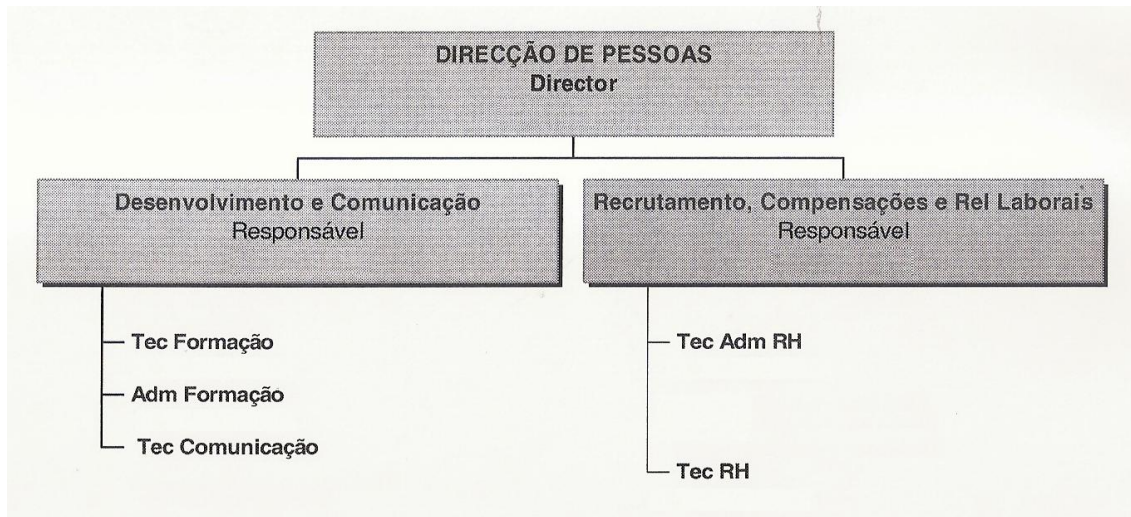 DIRECÇÃO DE PESSOAS
Director
Desenvolvimento e Comunicação
Responsável
Tec Formação
Adm Formação
Tec Comunicação
Recrutamento, Compensações e Rel Laborais
Responsável
Tec Adm RH
Tec RH